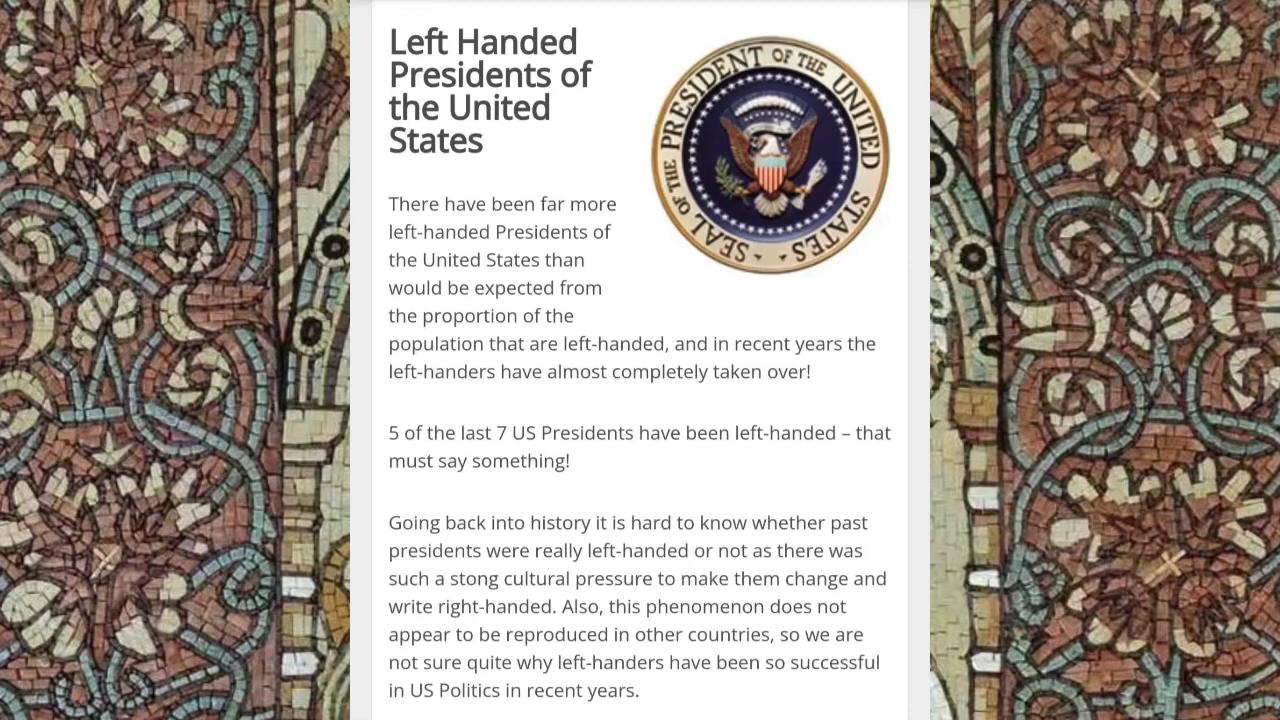 Left Handed
Presidents of
the United
States
SEAL OF THE PRESIDENT OF THE UNITED STATES
There have been far more
left-handed Presidents of
the United States than
would be expected from
the proportion of the
population that are left-handed, and in recent years the
left-handers have almost completely taken over!
5 of the last 7 US Presidents have been left-handed – that
must say something!
Going back into history it is hard to know whether past
presidents were really left-handed or not as there was
such a stong cultural pressure to make them change and
write right-handed. Also, this phenomenon does not
appear to be reproduced in other countries, so we are
not sure quite why left-handers have been so successful
in US Politics in recent years.